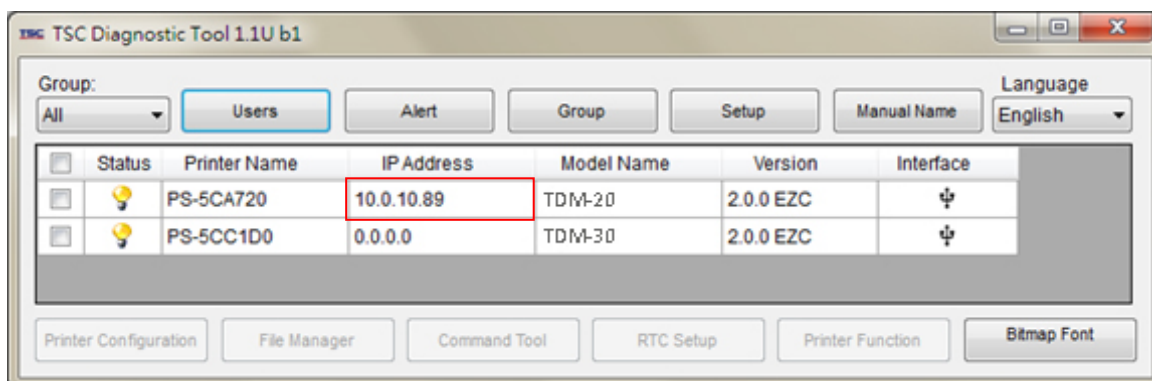 TSC TSC Diagnostic Tool 1.1U b1
Group: Language
All Users Alert Group Setup Manual Name English
Status Printer Name IP Address Model Name Version Interface
PS-5CA720 10.0.10.89 TDM-20 2.0.0 EZC
PS-5CC1D0 0.0.0.0 TDM-30 2.0.0 EZC
Printer Configuration File Manager Command Tool RTC Setup Printer Function Bitmap Font